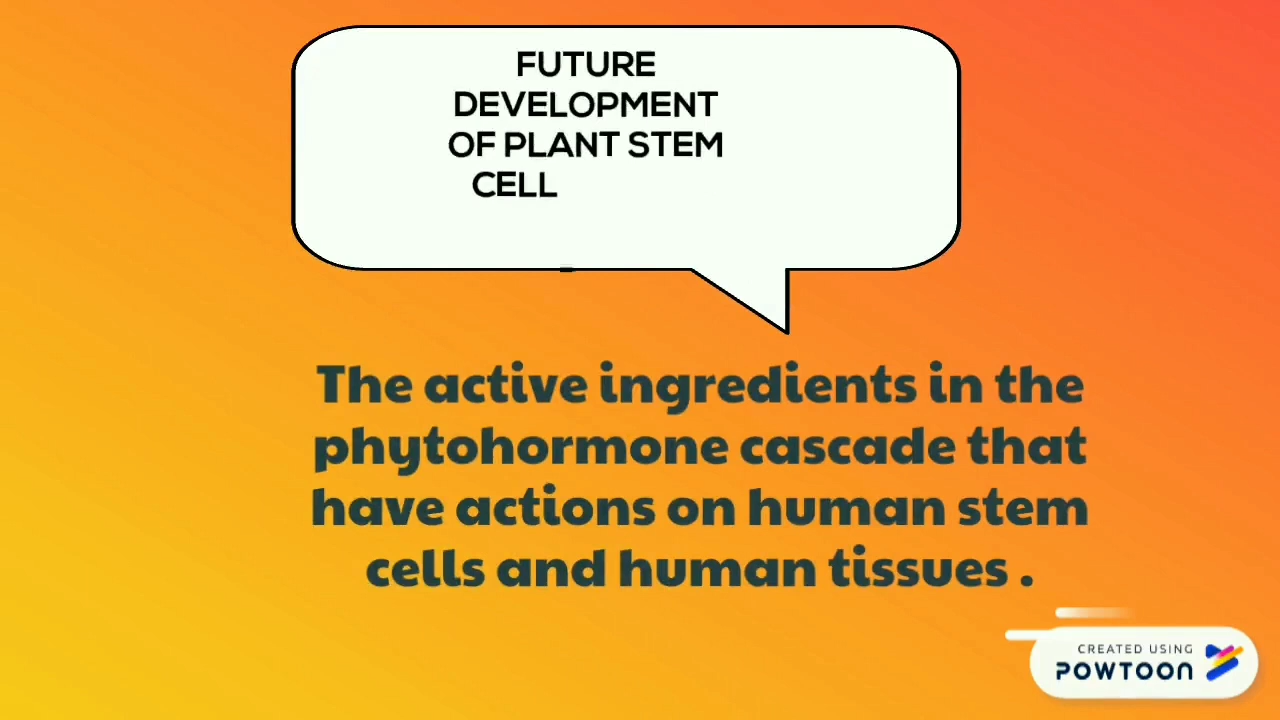 FUTURE
DEVELOPMENT
OF PLANT STEM
CELL
The active ingredients in the
phytohormone cascade that
have actions on human stem
cells and human tissues .
CREATED USING
POWTOON